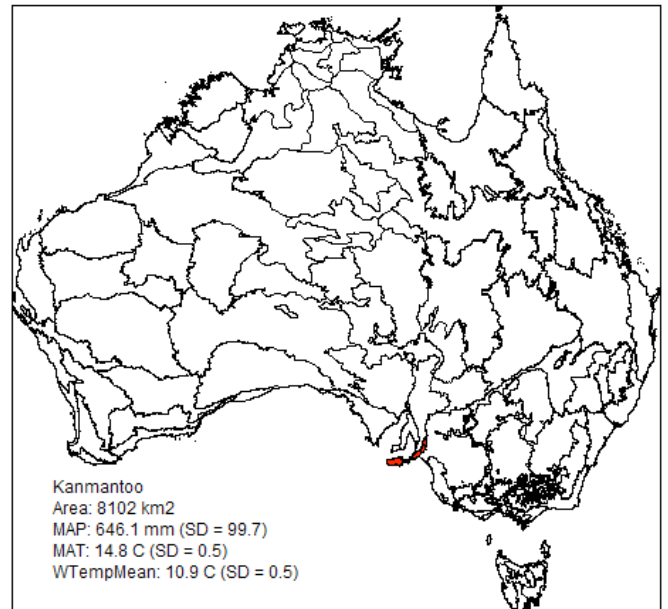 Kanmantoo
Area: 8102 km2
MAP: 646.1 mm (SD = 99.7)
MAT: 14.8 C (SD = 0.5)
WTempMean: 10.9 C (SD = 0.5)